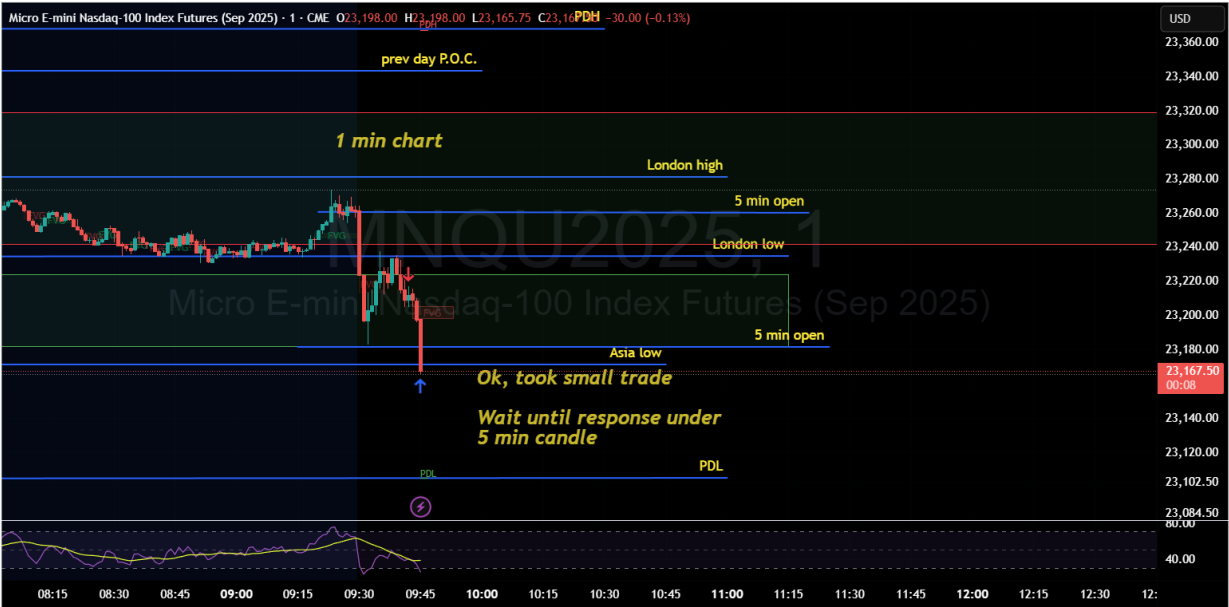 Micro E-mini Nasdaq-100 Index Futures (Sep 2025) · 1 · CME O23,198.00 H23,198.00 L23,165.75 −30.00 (−0.13%)
PDH
PDH
USD
23,360.00
prev day P.O.C.
23,340.00
23,320.00
1 min chart
23,300.00
London high
23,280.00
5 min open
23,260.00
FVG
London low
23,240.00
MNQU2025, 1
23,220.00
Micro E-mini Nasdaq-100 Index Futures (Sep 2025)
FVG
23,200.00
5 min open
23,180.00
Asia low
23,167.50
00:08
Ok, took small trade
Wait until response under
5 min candle
23,140.00
23,120.00
PDL
PDL
23,102.50
23,084.50
80.00
40.00
08:15 08:30 08:45 09:00 09:15 09:30 09:45 10:00 10:15 10:30 10:45 11:00 11:15 11:30 11:45 12:00 12:15 12:30 12: